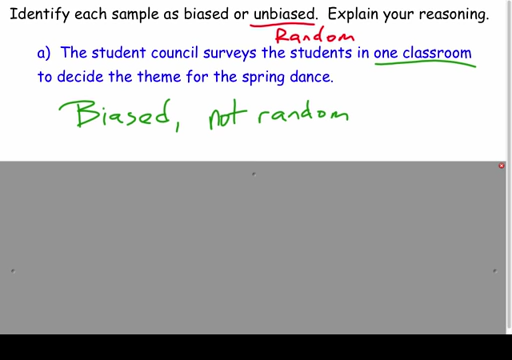 Identify each sample as biased or unbiased. Explain your reasoning.
Random
a) The student council surveys the students in one classroom
to decide the theme for the spring dance.
Biased, not random